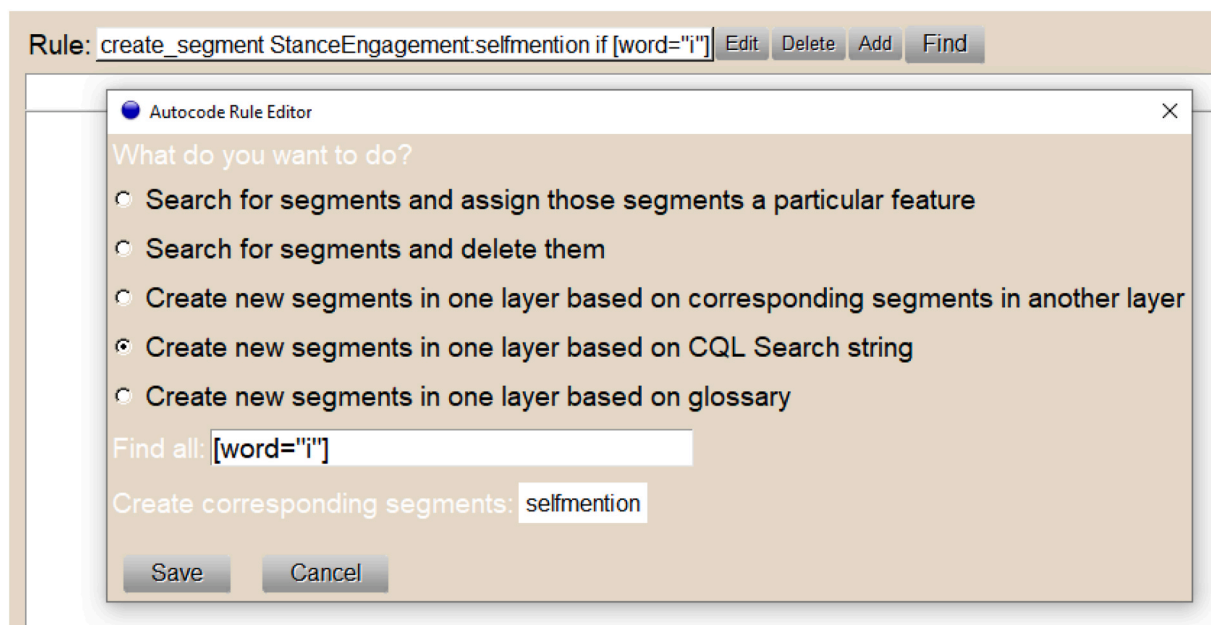 Rule: create_segment StanceEngagement:selfmention if [word="i"] Edit Delete Add Find
Autocode Rule Editor
What do you want to do?
Search for segments and assign those segments a particular feature
Search for segments and delete them
Create new segments in one layer based on corresponding segments in another layer
Create new segments in one layer based on CQL Search string
Create new segments in one layer based on glossary
Find all: [word="i"]
Create corresponding segments: selfmention
Save Cancel